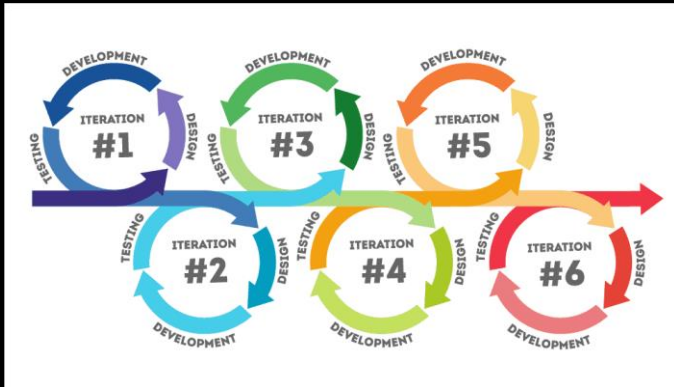 DEVELOPMENT
ITERATION
#1
TESTING
DESIGN
DEVELOPMENT
ITERATION
#3
TESTING
DESIGN
DEVELOPMENT
ITERATION
#5
TESTING
DESIGN
TESTING
ITERATION
#2
DESIGN
DEVELOPMENT
TESTING
ITERATION
#4
DESIGN
DEVELOPMENT
TESTING
ITERATION
#6
DESIGN
DEVELOPMENT